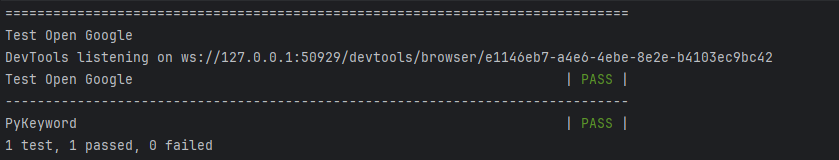 ==============================================================================
Test Open Google
DevTools listening on ws://127.0.0.1:50929/devtools/browser/e1146eb7-a4e6-4ebe-8e2e-b4103ec9bc42
Test Open Google                                                      | PASS |
------------------------------------------------------------------------------
PyKeyword                                                             | PASS |
1 test, 1 passed, 0 failed